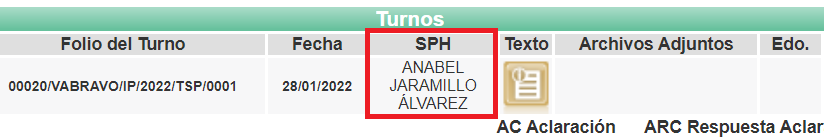 Turnos
Folio del Turno Fecha SPH Texto Archivos Adjuntos Edo.
00020/VABRAVO/IP/2022/TSP/0001 28/01/2022 ANABEL
JARAMILLO
ÁLVAREZ
AC Aclaración ARC Respuesta Aclar